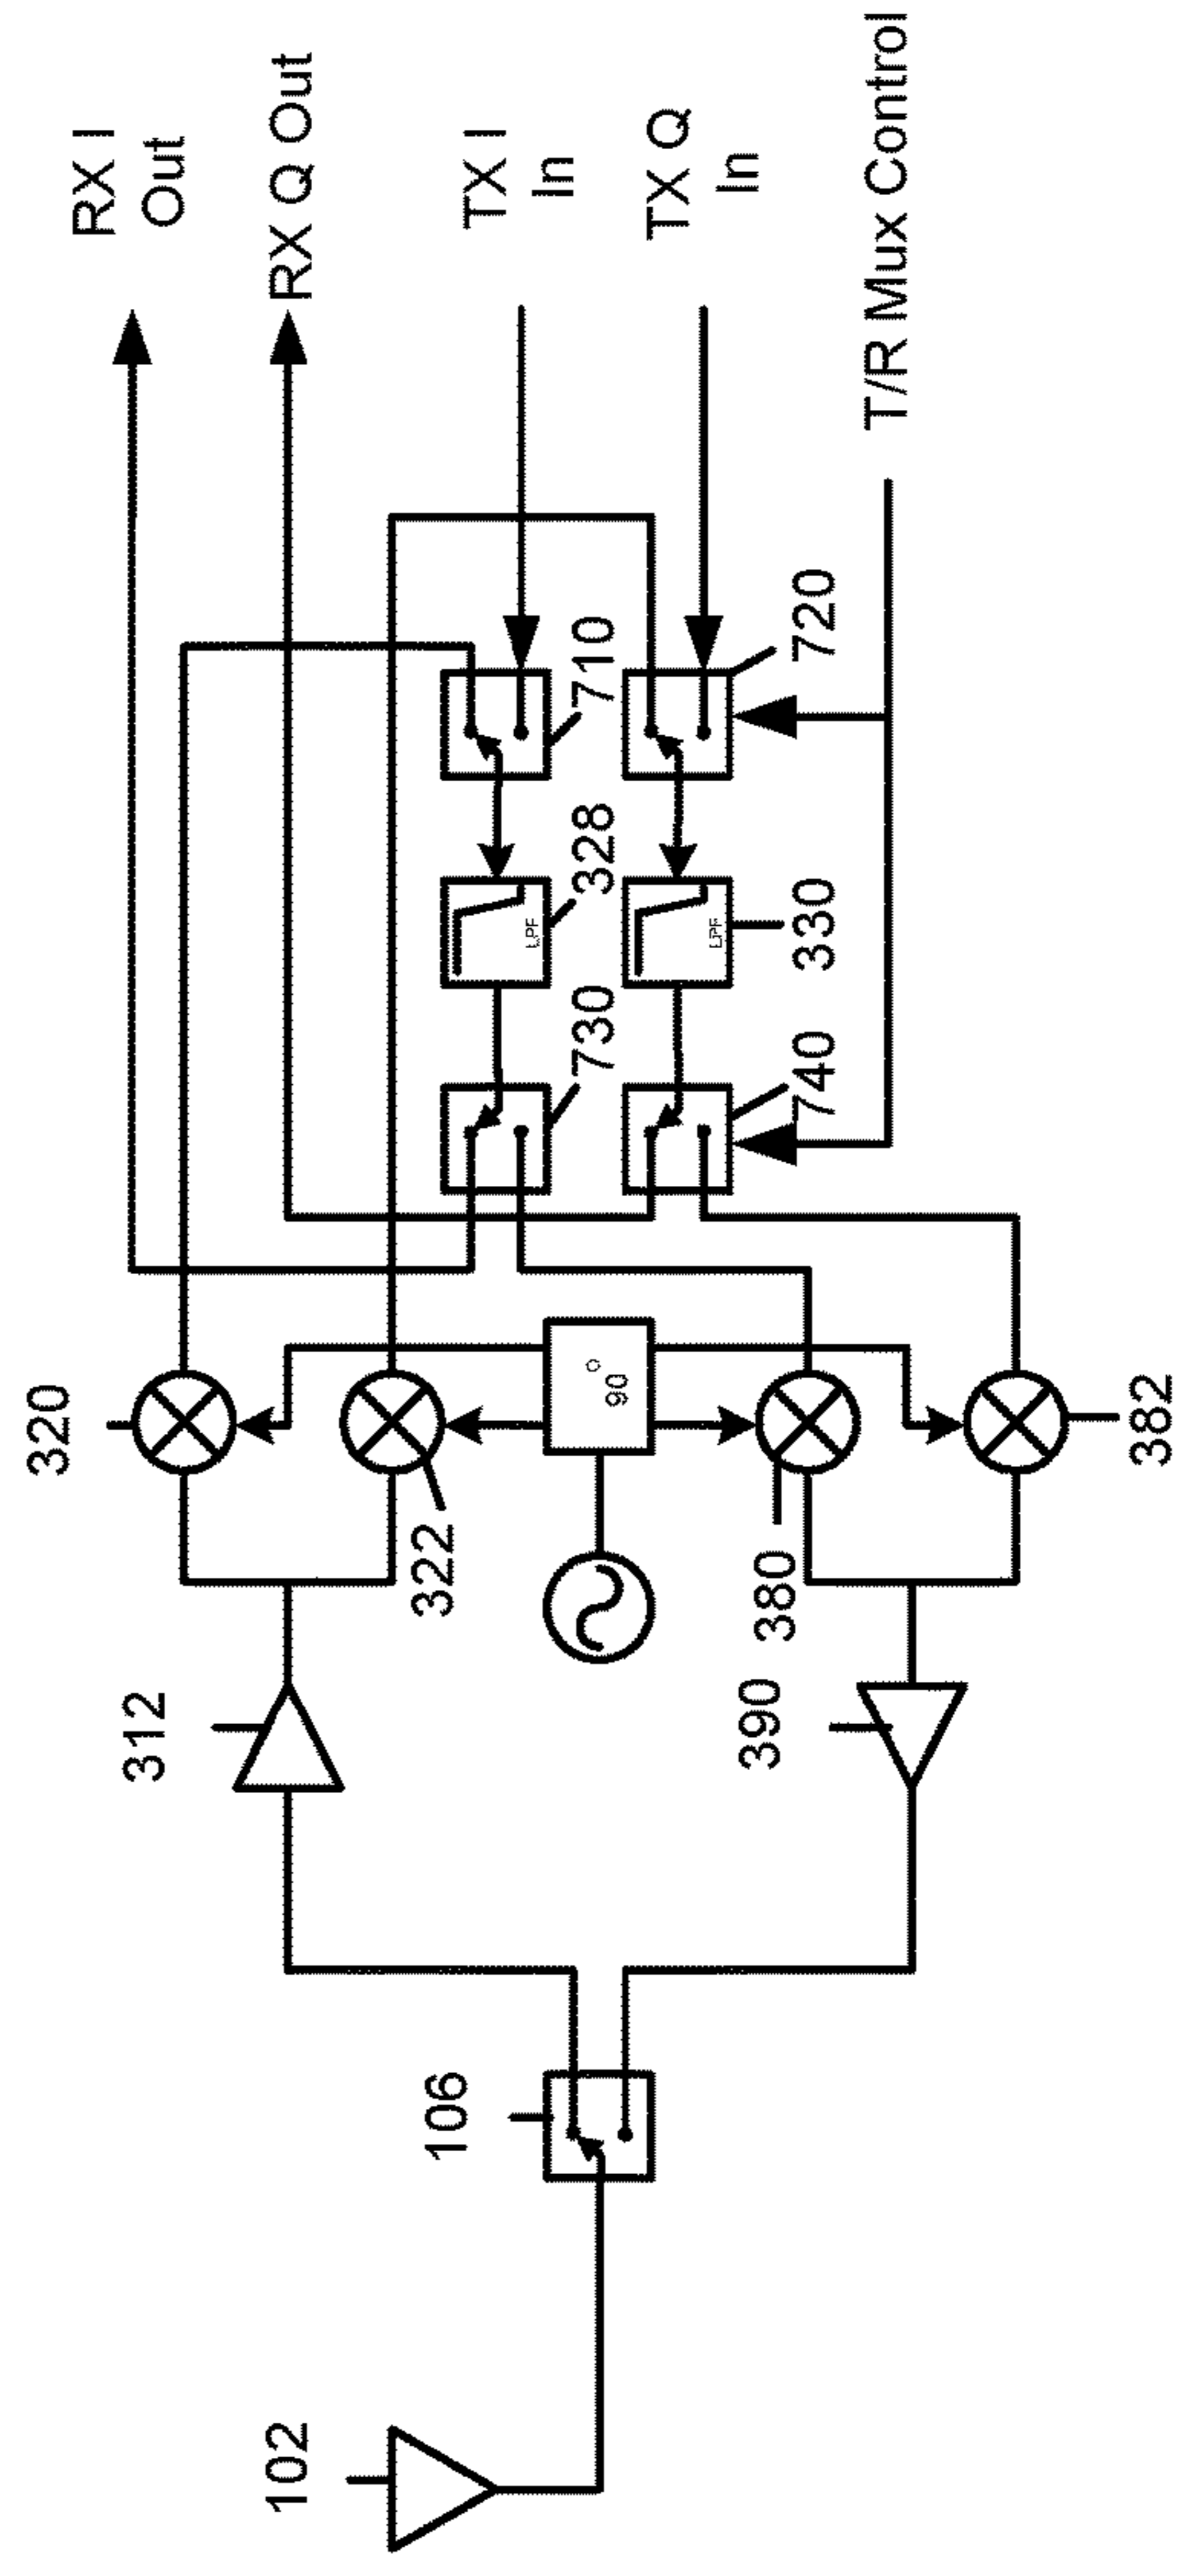 RX I
Out
RX Q Out
TX I
In
TX Q
In
T/R Mux Control
320
322
312
106
102
710
720
328
330
730
740
90°
LPF
LPF
380
382
390